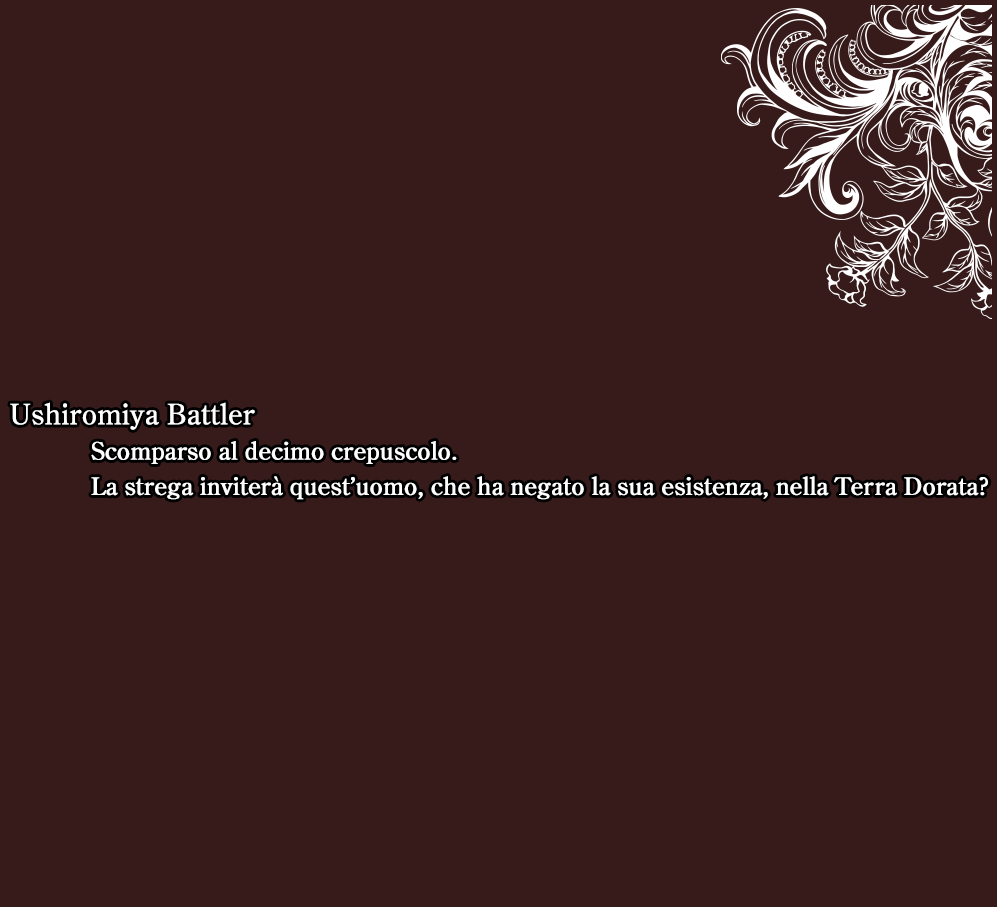 Ushiromiya Battler
Scomparso al decimo crepuscolo.
La strega inviterà quest’uomo, che ha negato la sua esistenza, nella Terra Dorata?